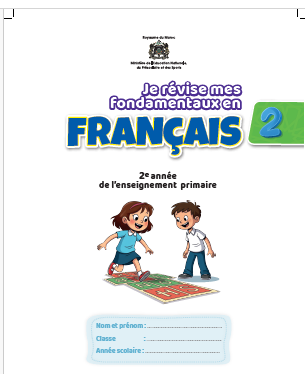 Royaume du Maroc
Ministère de l'Education Nationale,
du Préscolaire et des Sports
Je révise mes
fondamentaux en
FRANÇAIS 2
2e année
de l'enseignement primaire
Nom et prénom :
Classe :
Année scolaire :